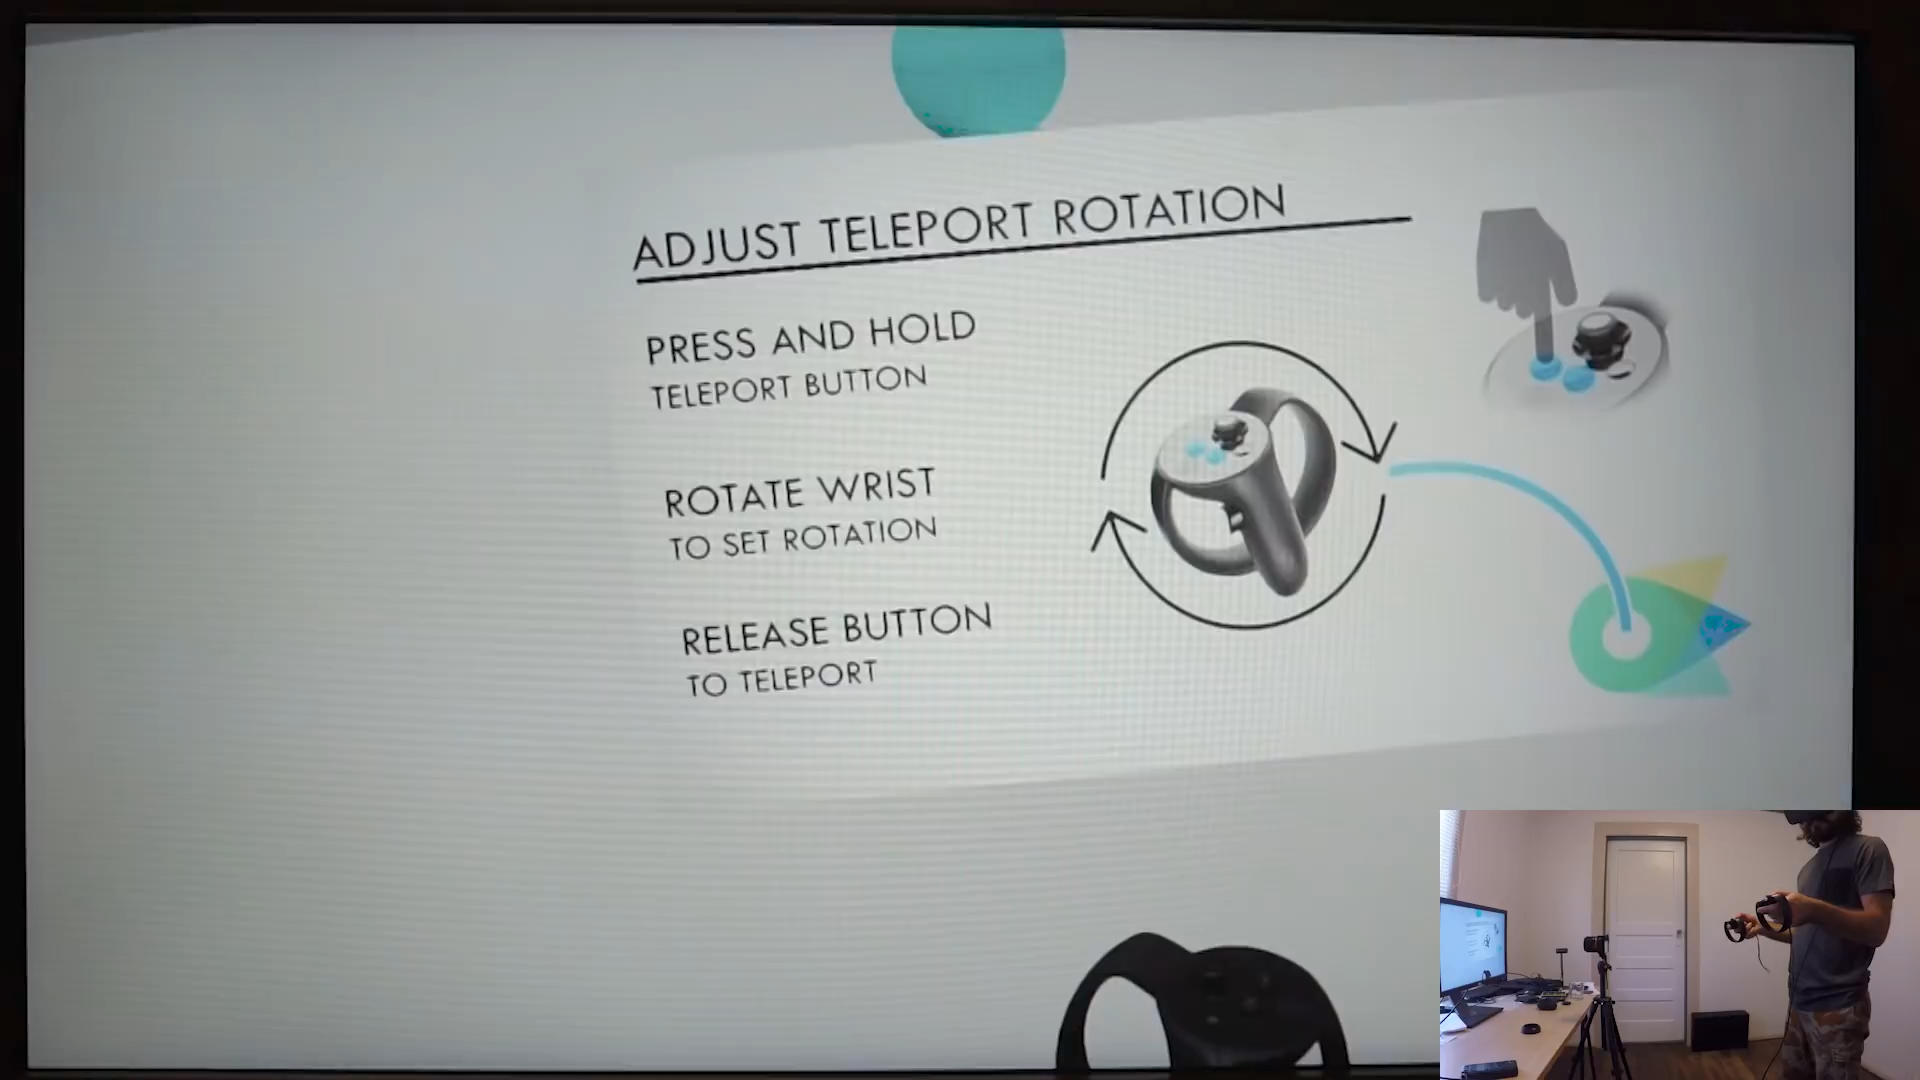 ADJUST TELEPORT ROTATION
PRESS AND HOLD
TELEPORT BUTTON
ROTATE WRIST
TO SET ROTATION
RELEASE BUTTON
TO TELEPORT